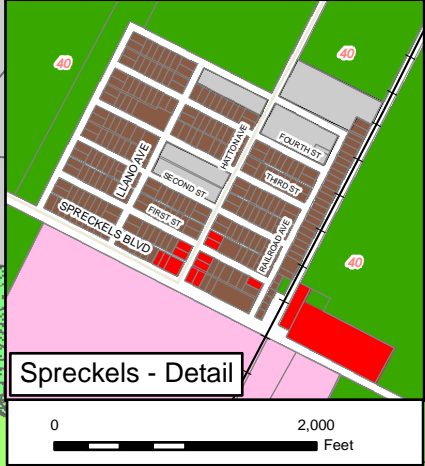 40
40
FOURTH ST
HATTON AVE
THIRD ST
LLANO AVE
SECOND ST
FIRST ST
RAILROAD AVE
SPRECKELS BLVD
40
Spreckels - Detail
0 2,000
Feet